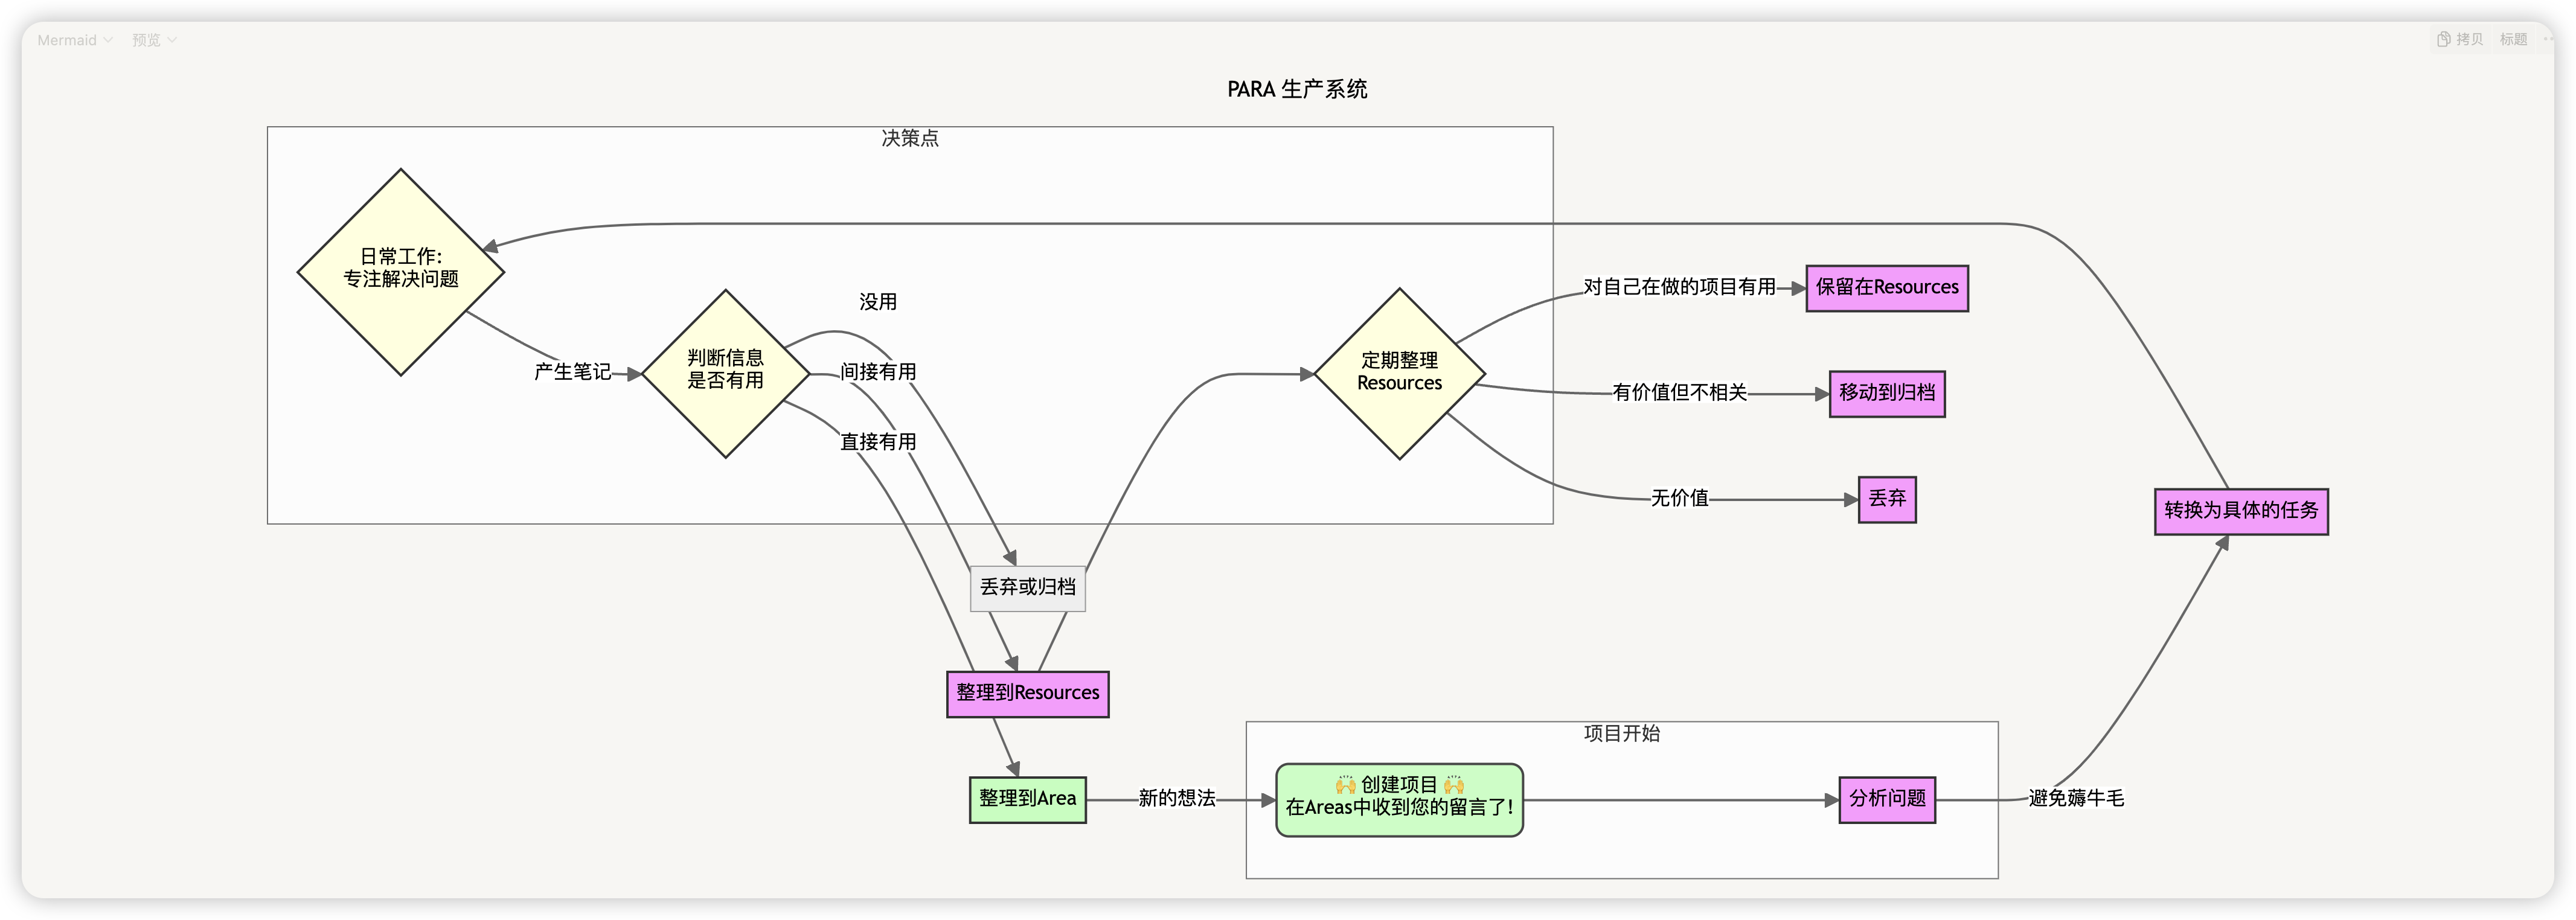 Mermaid
预览
拷贝
标题
PARA 生产系统
决策点
日常工作:
专注解决问题
产生笔记
判断信息
是否有用
没用
间接有用
直接有用
定期整理
Resources
对自己在做的项目有用
保留在Resources
有价值但不相关
移动到归档
无价值
丢弃
转换为具体的任务
丢弃或归档
整理到Resources
整理到Area
新的想法
项目开始
🙌 创建项目 🙌
在Areas中收到您的留言了!
分析问题
避免薅牛毛